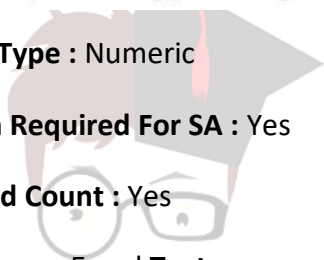 Type : Numeric
Required For SA : Yes
d Count : Yes